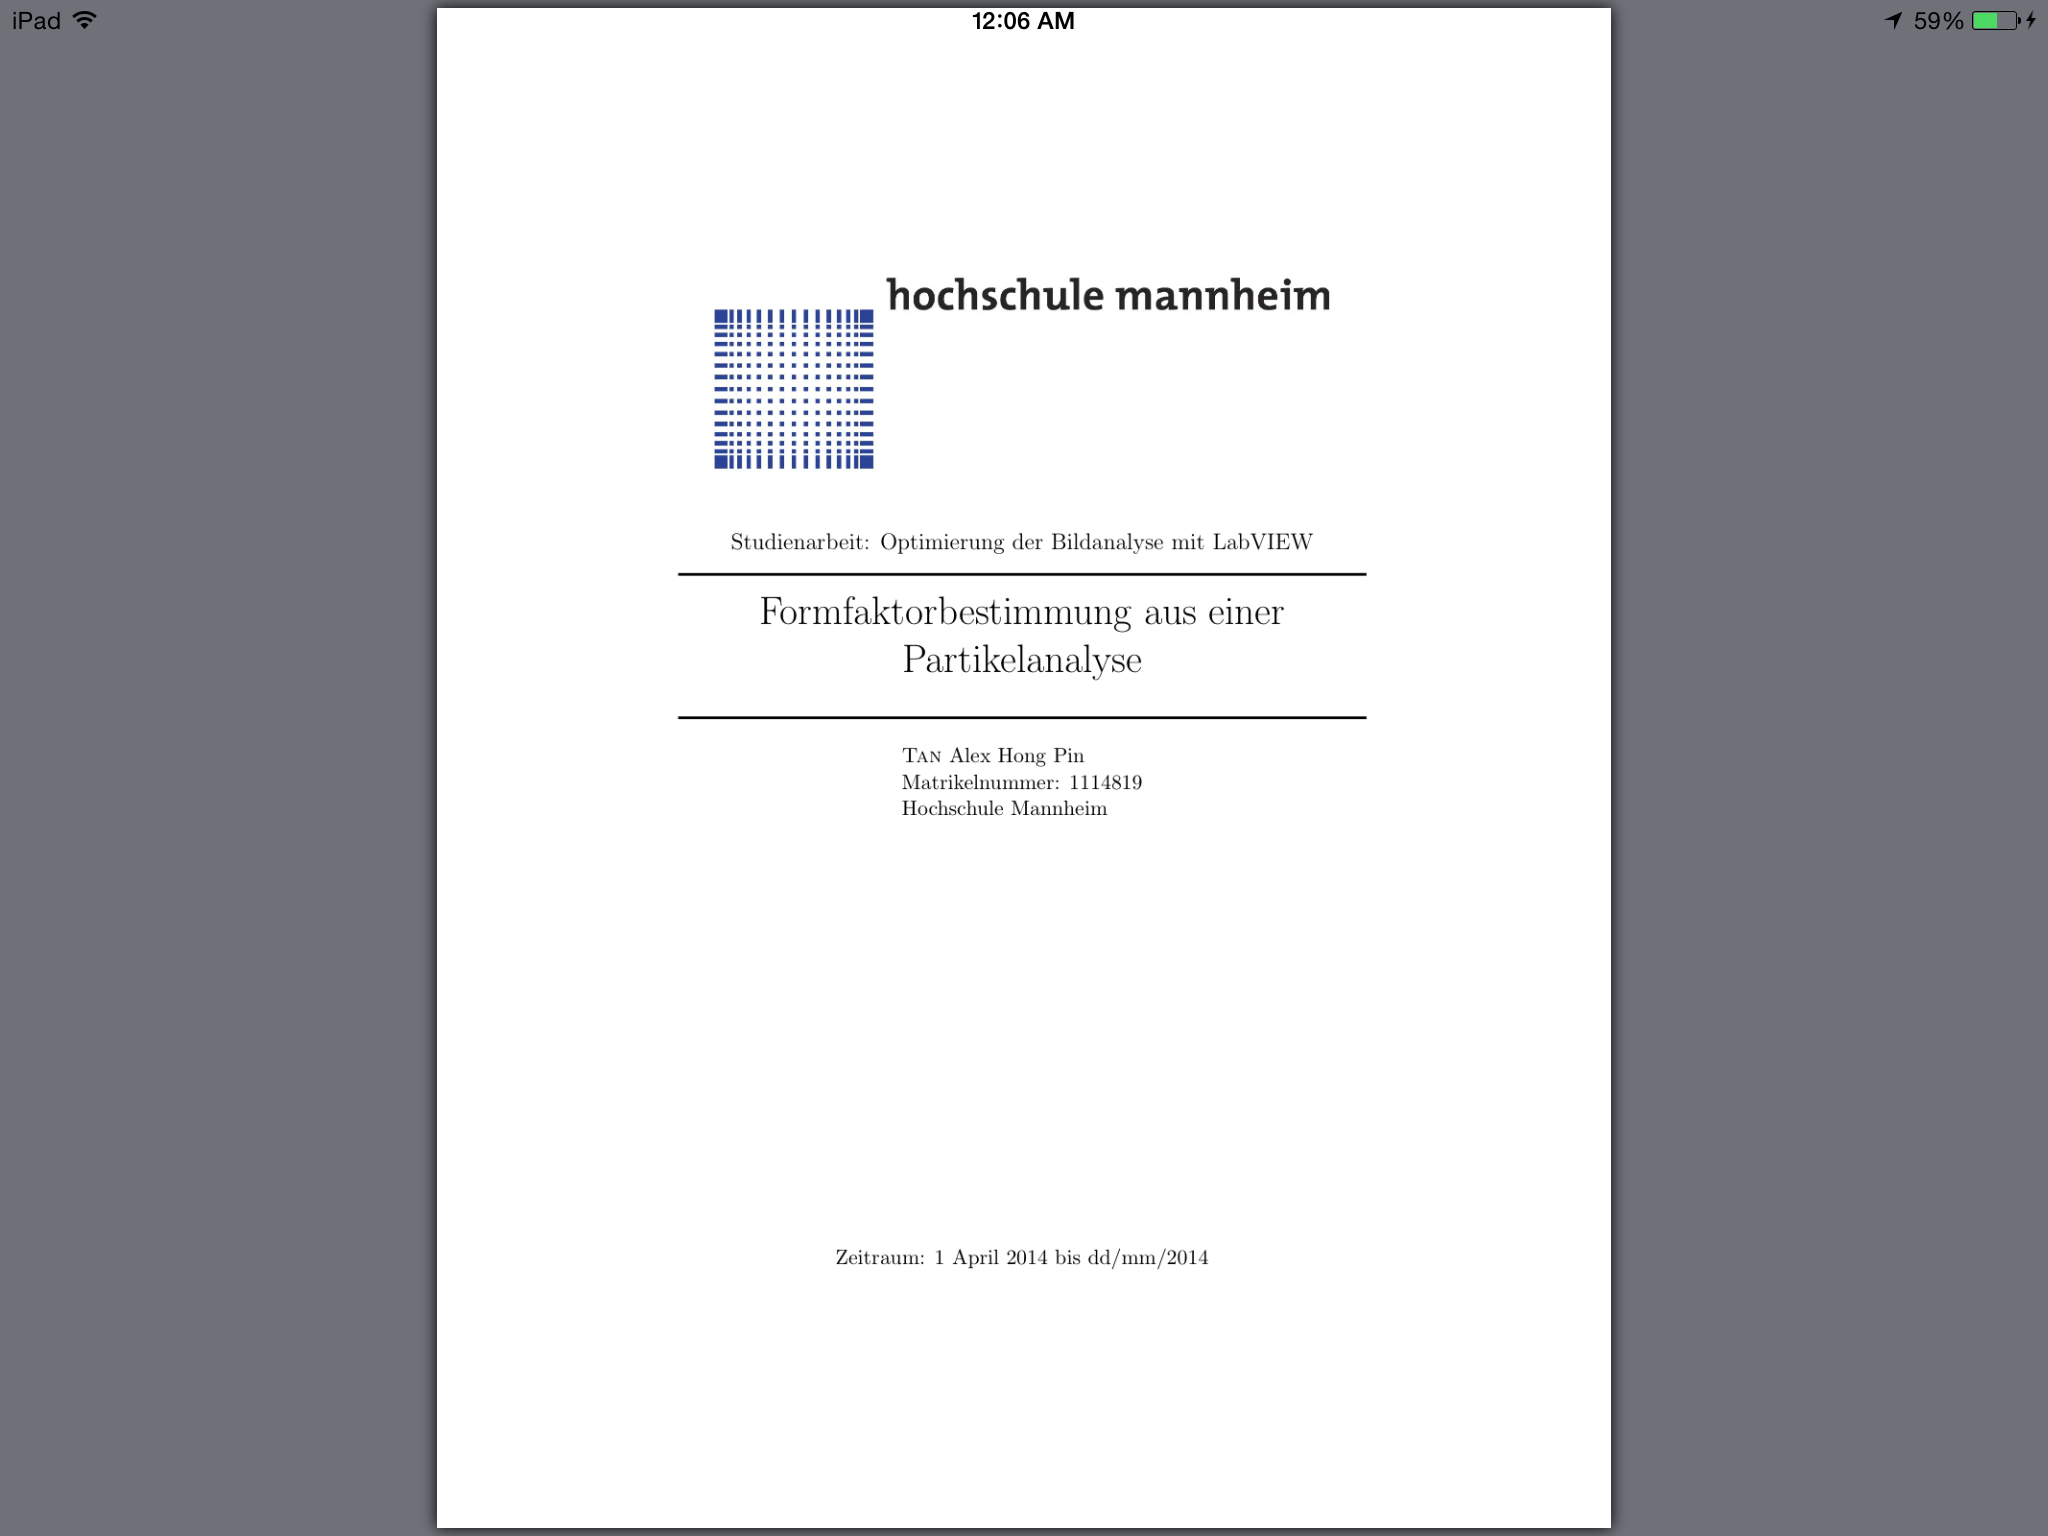 iPad 12:06 AM 59%
hochschule mannheim
Studienarbeit: Optimierung der Bildanalyse mit LabVIEW
Formfaktorbestimmung aus einer
Partikelanalyse
TAN Alex Hong Pin
Matrikelnummer: 1114819
Hochschule Mannheim
Zeitraum: 1 April 2014 bis dd/mm/2014